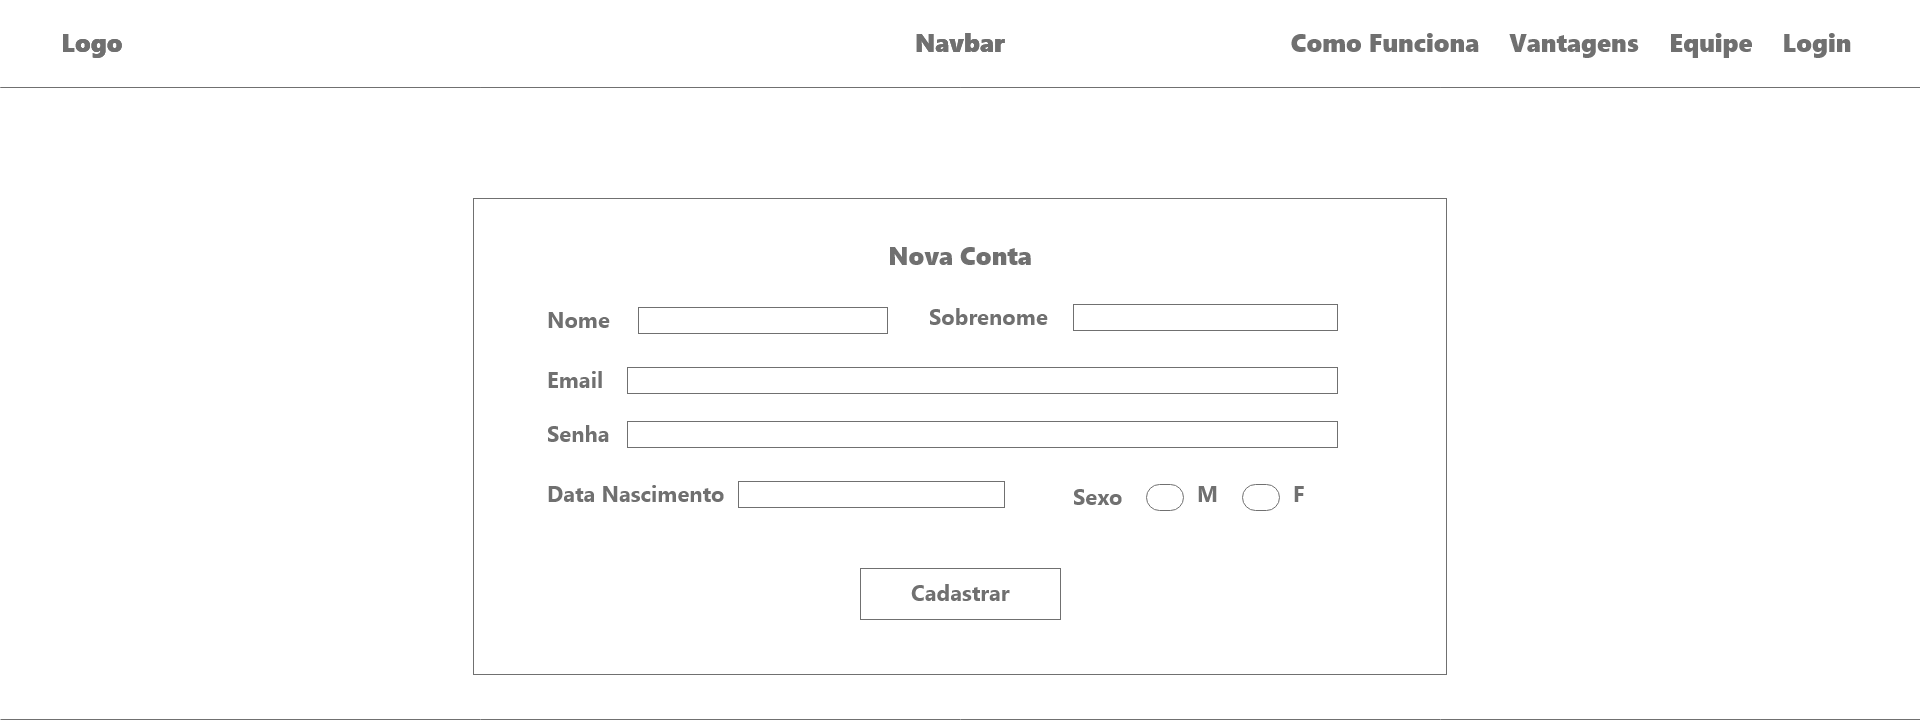 Logo Navbar Como Funciona Vantagens Equipe Login
Nova Conta
Nome Sobrenome
Email
Senha
Data Nascimento Sexo M F
Cadastrar